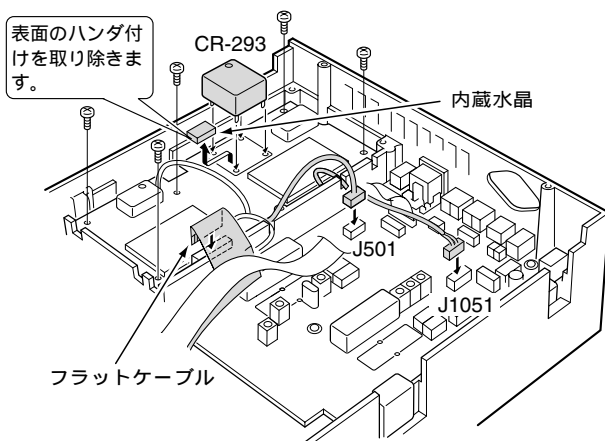 表面のハンダ付
けを取り除きま
す。
CR-293
内蔵水晶
J501
J1051
フラットケーブル